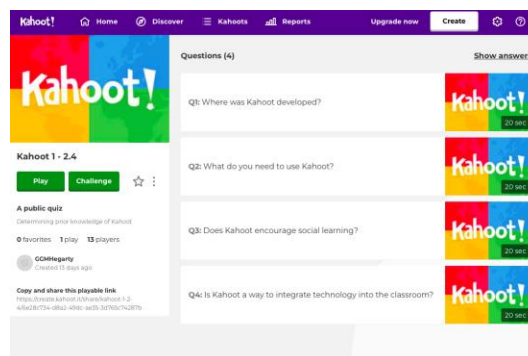 Kahoot! Home Discover Kahoots Reports Upgrade now Create
Kahoot!
Kahoot 1 - 2.4
Play Challenge
A public quiz
Determining prior knowledge of Kahoot
0 favorites 1 play 13 players
GGMHegarty
Created 13 days ago
Copy and share this playable link
Questions (4) Show answer
Q1: Where was Kahoot developed?
Kahoot!
20 sec
Q2: What do you need to use Kahoot?
Kahoot!
20 sec
Q3: Does Kahoot encourage social learning?
Kahoot!
20 sec
Q4: Is Kahoot a way to integrate technology into the classroom?
Kahoot!
20 sec